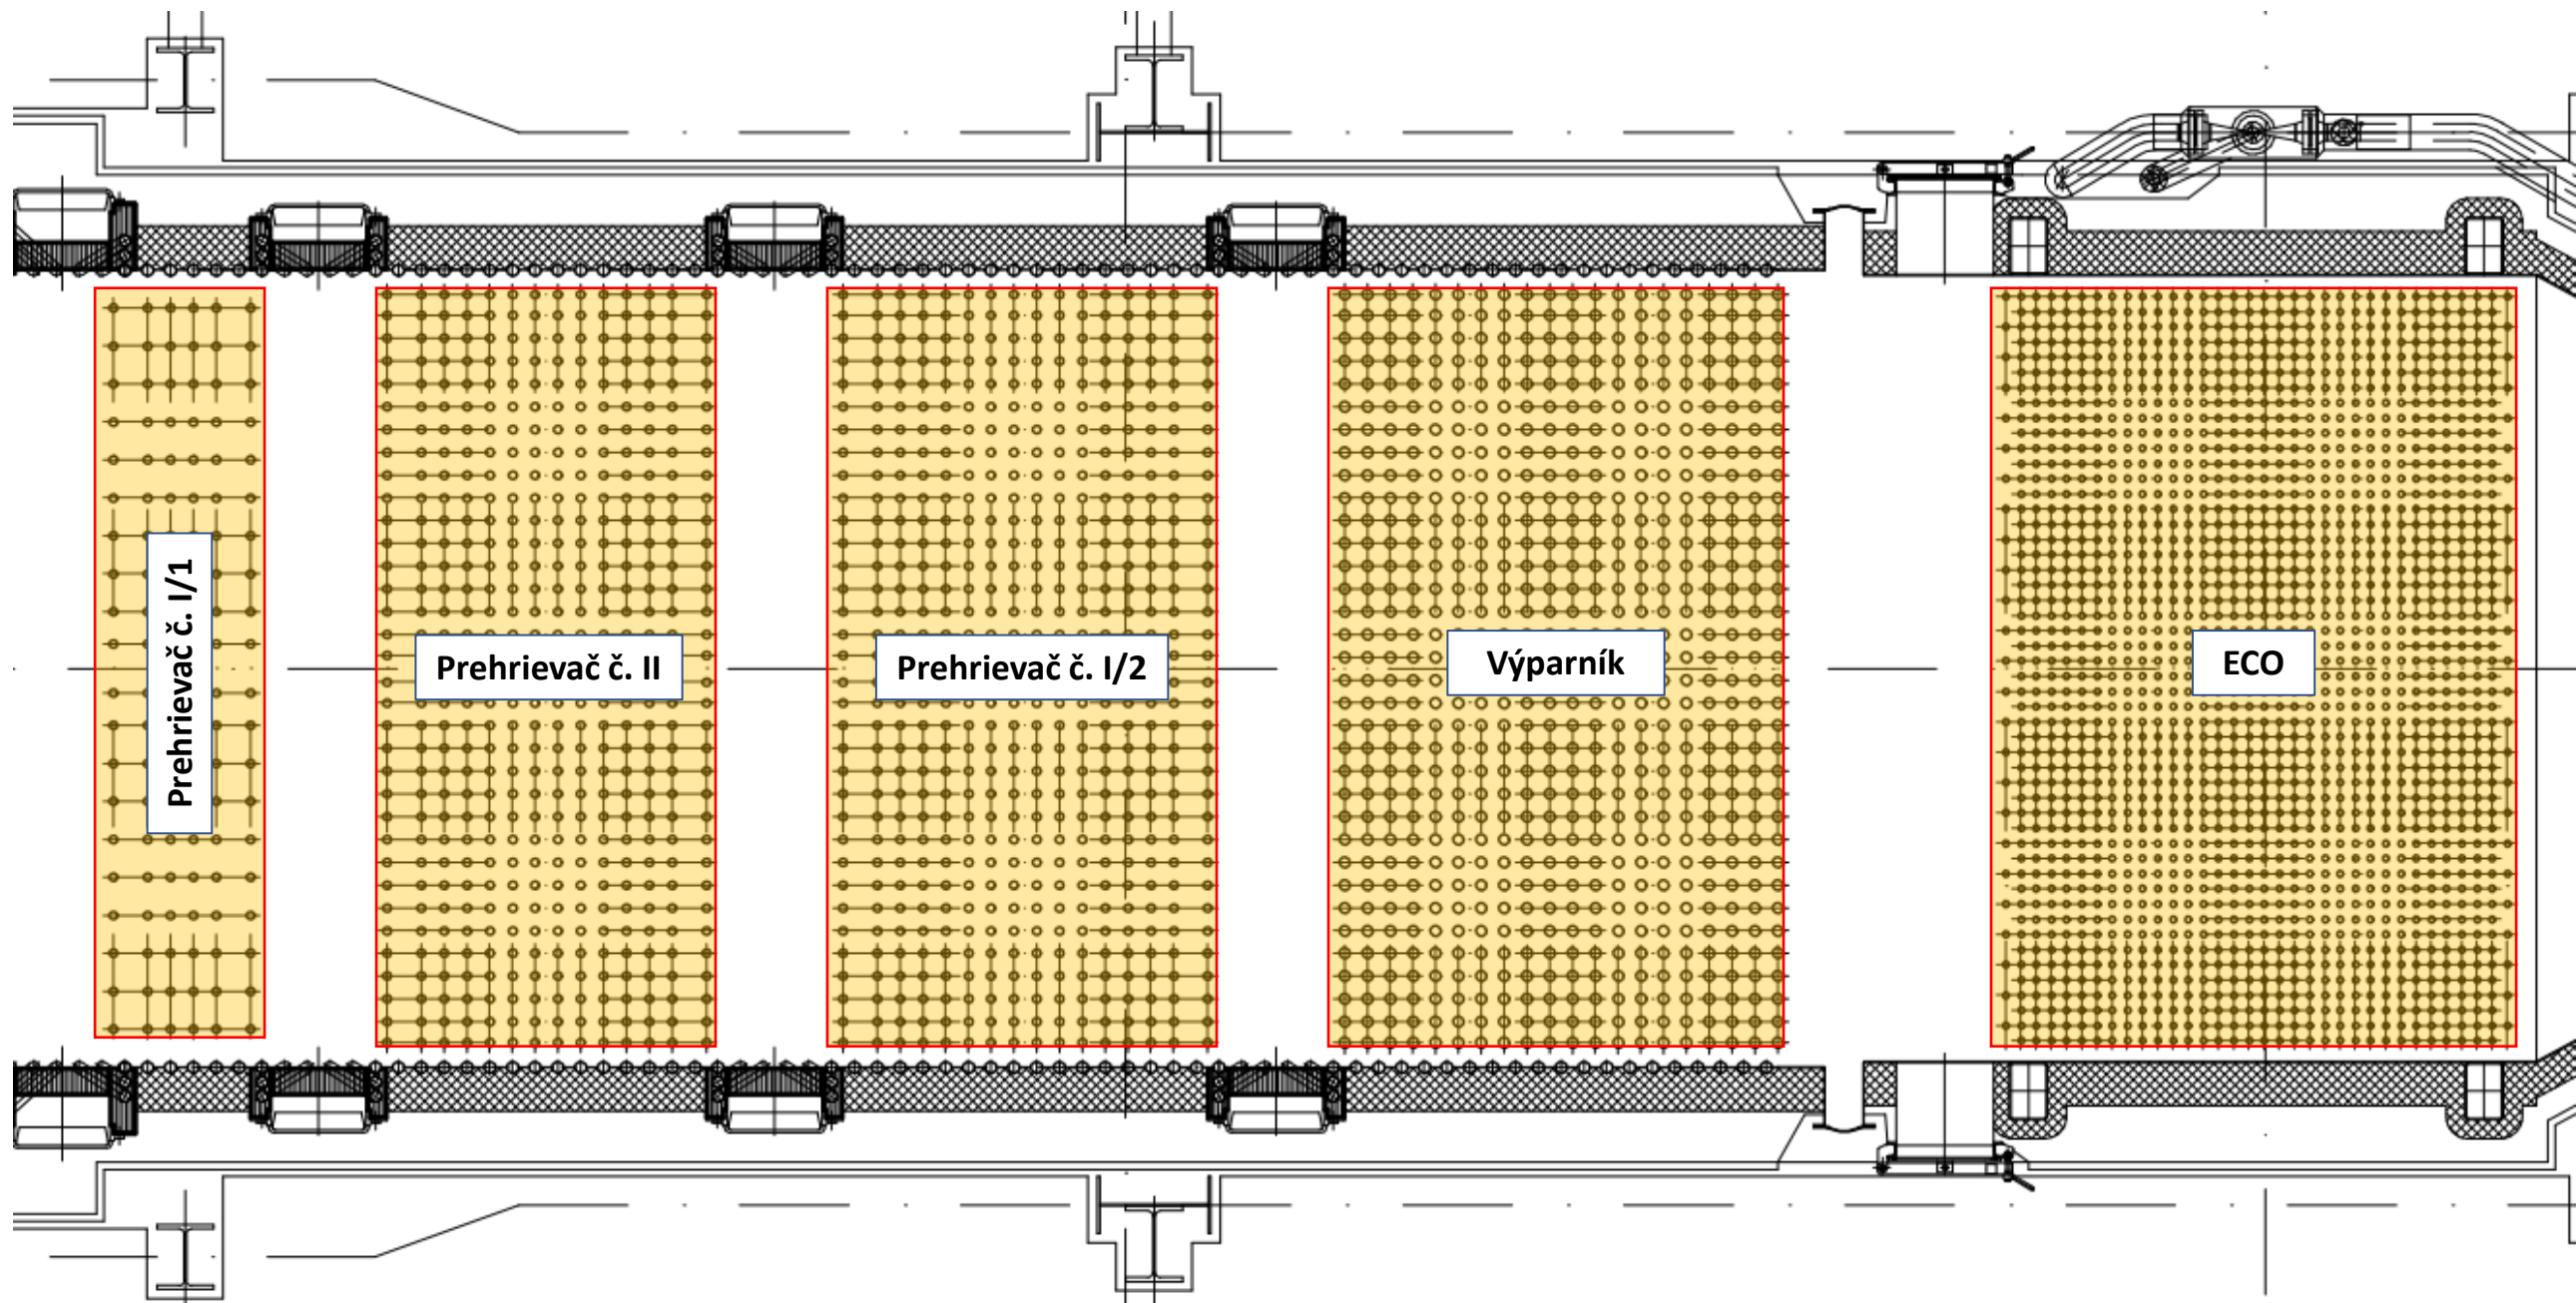 Prehrievač č. I/1
Prehrievač č. II
Prehrievač č. I/2
Výparník
ECO